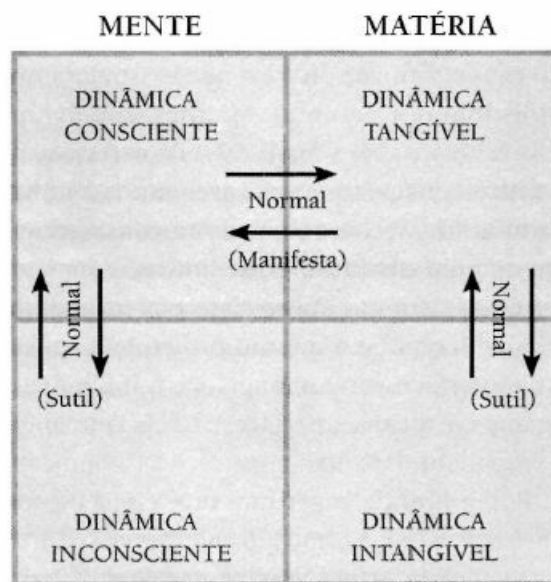 MENTE MATÉRIA
DINÂMICA DINÂMICA
CONSCIENTE TANGÍVEL
Normal
(Manifesta)
Normal Normal
(Sutil) (Sutil)
DINÂMICA DINÂMICA
INCONSCIENTE INTANGÍVEL